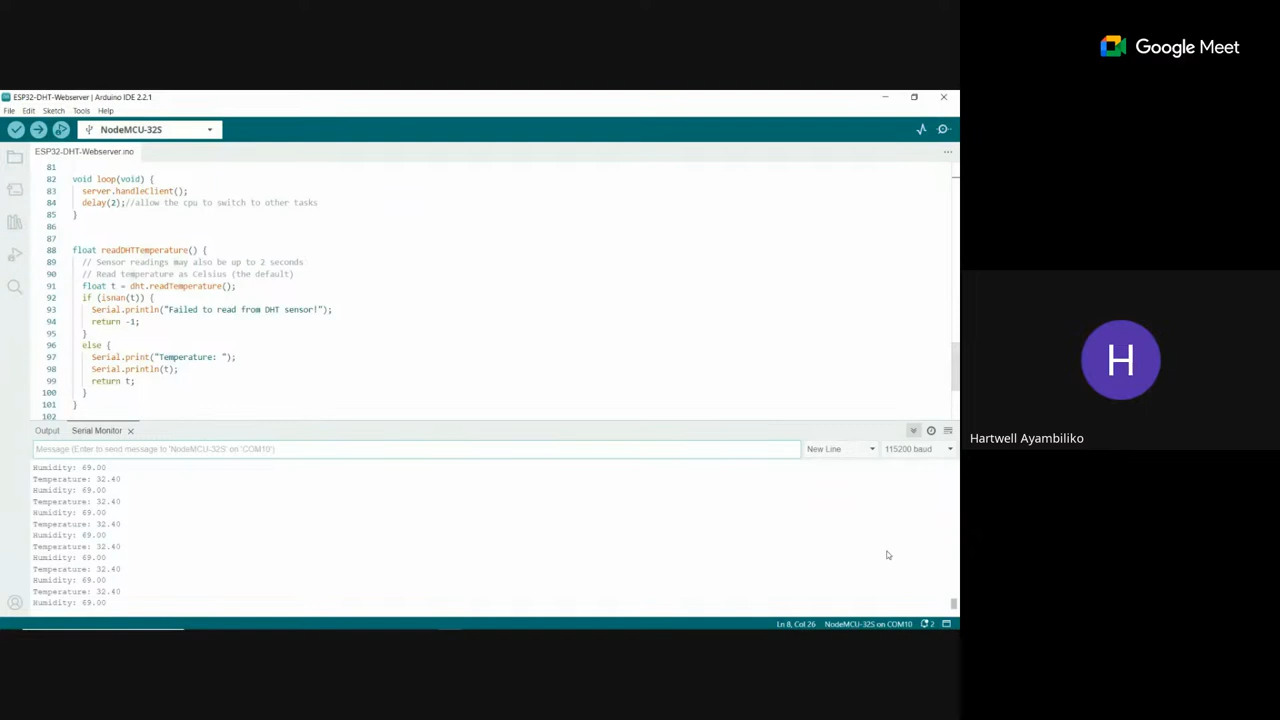 Google Meet
ESP32-DHT-Webserver | Arduino IDE 2.2.1
File Edit Sketch Tools Help
NodeMCU-32S
ESP32-DHT-Webserver.ino
81
82 void loop(void) {
83 server.handleClient();
84 delay(2);//allow the cpu to switch to other tasks
85 }
86
87
88 float readDHTTemperature() {
89 // Sensor readings may also be up to 2 seconds
90 // Read temperature as Celsius (the default)
91 float t = dht.readTemperature();
92 if (isnan(t)) {
93 Serial.println("Failed to read from DHT sensor!");
94 return -1;
95 }
96 else {
97 Serial.print("Temperature: ");
98 Serial.println(t);
99 return t;
100 }
101 }
102
Output Serial Monitor
Message (Enter to send message to 'NodeMCU-32S' on 'COM10') New Line 115200 baud
Humidity: 69.00
Temperature: 32.40
Humidity: 69.00
Temperature: 32.40
Humidity: 69.00
Temperature: 32.40
Humidity: 69.00
Temperature: 32.40
Humidity: 69.00
Temperature: 32.40
Humidity: 69.00
Temperature: 32.40
Humidity: 69.00
Ln 8, Col 26 NodeMCU-32S on COM10 2
H
Hartwell Ayambiliko